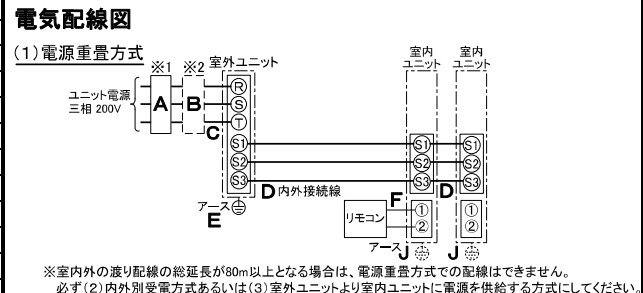 電気配線図
(1)電源重畳方式
※1 ※2 室外ユニット
室内
ユニット
室内
ユニット
ユニット電源
三相 200V
A
B
C
R
S
T
S1
S2
S3
S1
S2
S3
S1
S2
S3
D 内外接続線
D
アース
E
F
リモコン
①
②
①
②
アース J
J
※室内外の渡り配線の総延長が80m以上となる場合は、電源重畳方式での配線はできません。
必ず(2)内外別受電方式あるいは(3)室外ユニットより室内ユニットに電源を供給する方式にしてください。